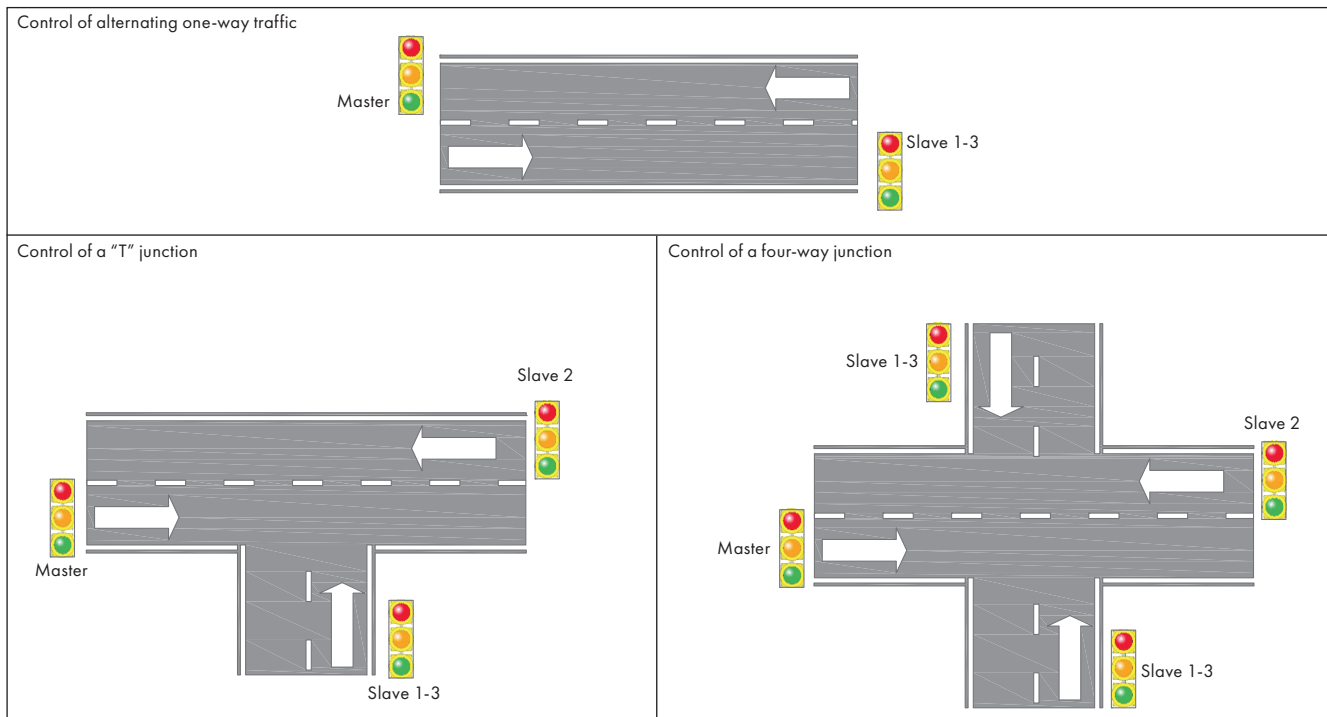 Control of alternating one-way traffic
Master
Slave 1-3
Control of a “T” junction
Slave 2
Master
Slave 1-3
Control of a four-way junction
Slave 1-3
Slave 2
Master
Slave 1-3